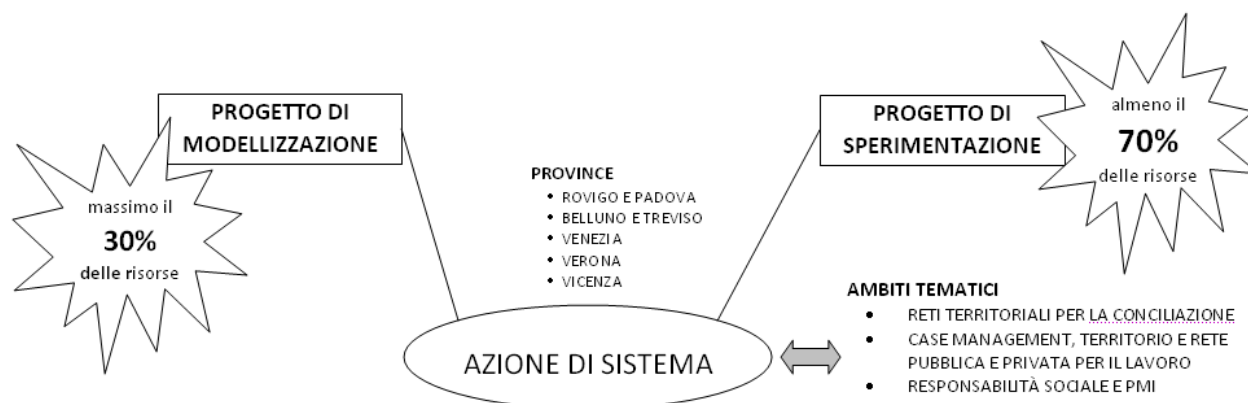 PROGETTO DI
MODELLIZZAZIONE
massimo il
30%
delle risorse
PROVINCE
• ROVIGO E PADOVA
• BELLUNO E TREVISO
• VENEZIA
• VERONA
• VICENZA
PROGETTO DI
SPERIMENTAZIONE
almeno il
70%
delle risorse
AZIONE DI SISTEMA
AMBITI TEMATICI
• RETI TERRITORIALI PER LA CONCILIAZIONE
• CASE MANAGEMENT, TERRITORIO E RETE
PUBBLICA E PRIVATA PER IL LAVORO
• RESPONSABILITÀ SOCIALE E PMI